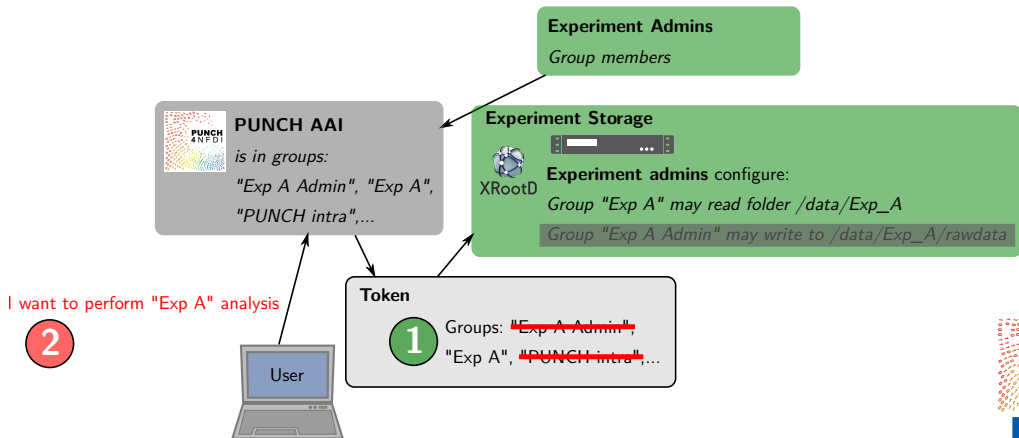 Experiment Admins
Group members
PUNCH AAI
PUNCH
4NFDI
is in groups:
"Exp A Admin", "Exp A",
"PUNCH intra",...
Experiment Storage
XRootD
Experiment admins configure:
Group "Exp A" may read folder /data/Exp_A
Group "Exp A Admin" may write to /data/Exp_A/rawdata
I want to perform "Exp A" analysis
2
User
Token
1
Groups: "Exp A Admin",
"Exp A", "PUNCH intra",...